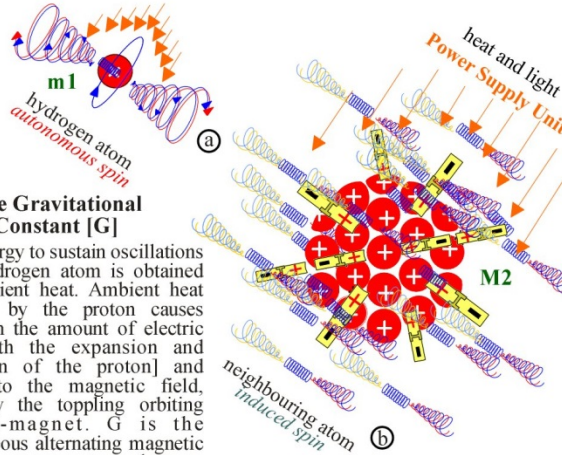 m1
hydrogen atom
autonomous spin
a
heat and light
Power Supply Unit
M2
neighbouring atom
induced spin
b
e Gravitational
Constant [G]
rgy to sustain oscillations
drogen atom is obtained
ient heat. Ambient heat
by the proton causes
n the amount of electric
th the expansion and
n of the proton] and
to the magnetic field,
y the toppling orbiting
-magnet. G is the
ous alternating magnetic